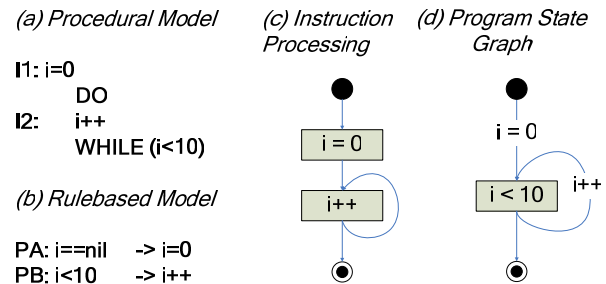 (a) Procedural Model
I1: i=0
DO
I2: i++
WHILE (i<10)
(b) Rulebased Model
PA: i==nil -> i=0
PB: i<10 -> i++
(c) Instruction
Processing
i = 0
i++
(d) Program State
Graph
i = 0
i < 10
i++